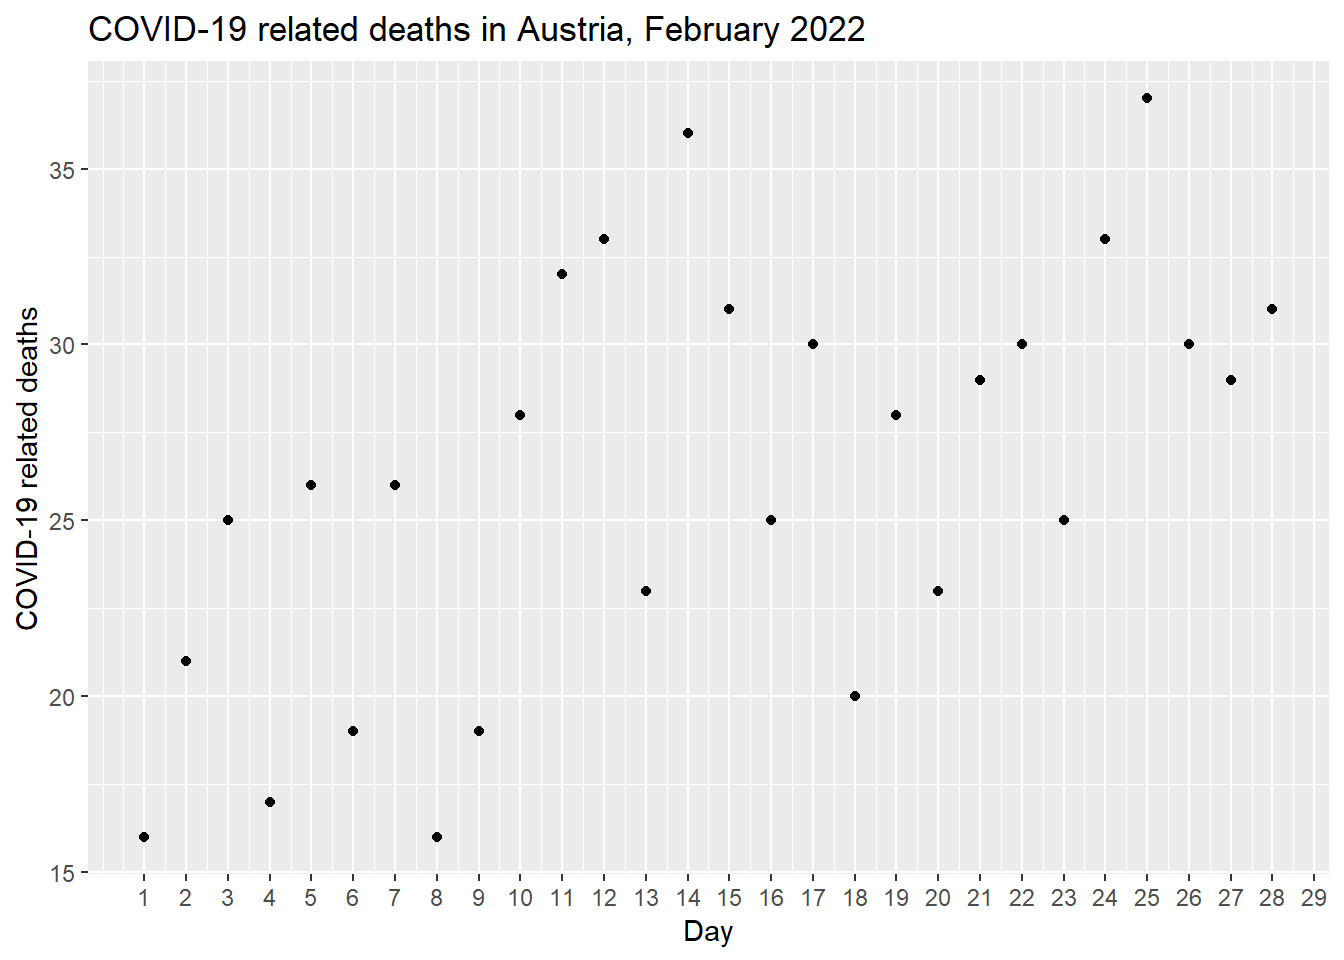 COVID-19 related deaths in Austria, February 2022
COVID-19 related deaths
35
30
25
20
15
1 2 3 4 5 6 7 8 9 10 11 12 13 14 15 16 17 18 19 20 21 22 23 24 25 26 27 28 29
Day